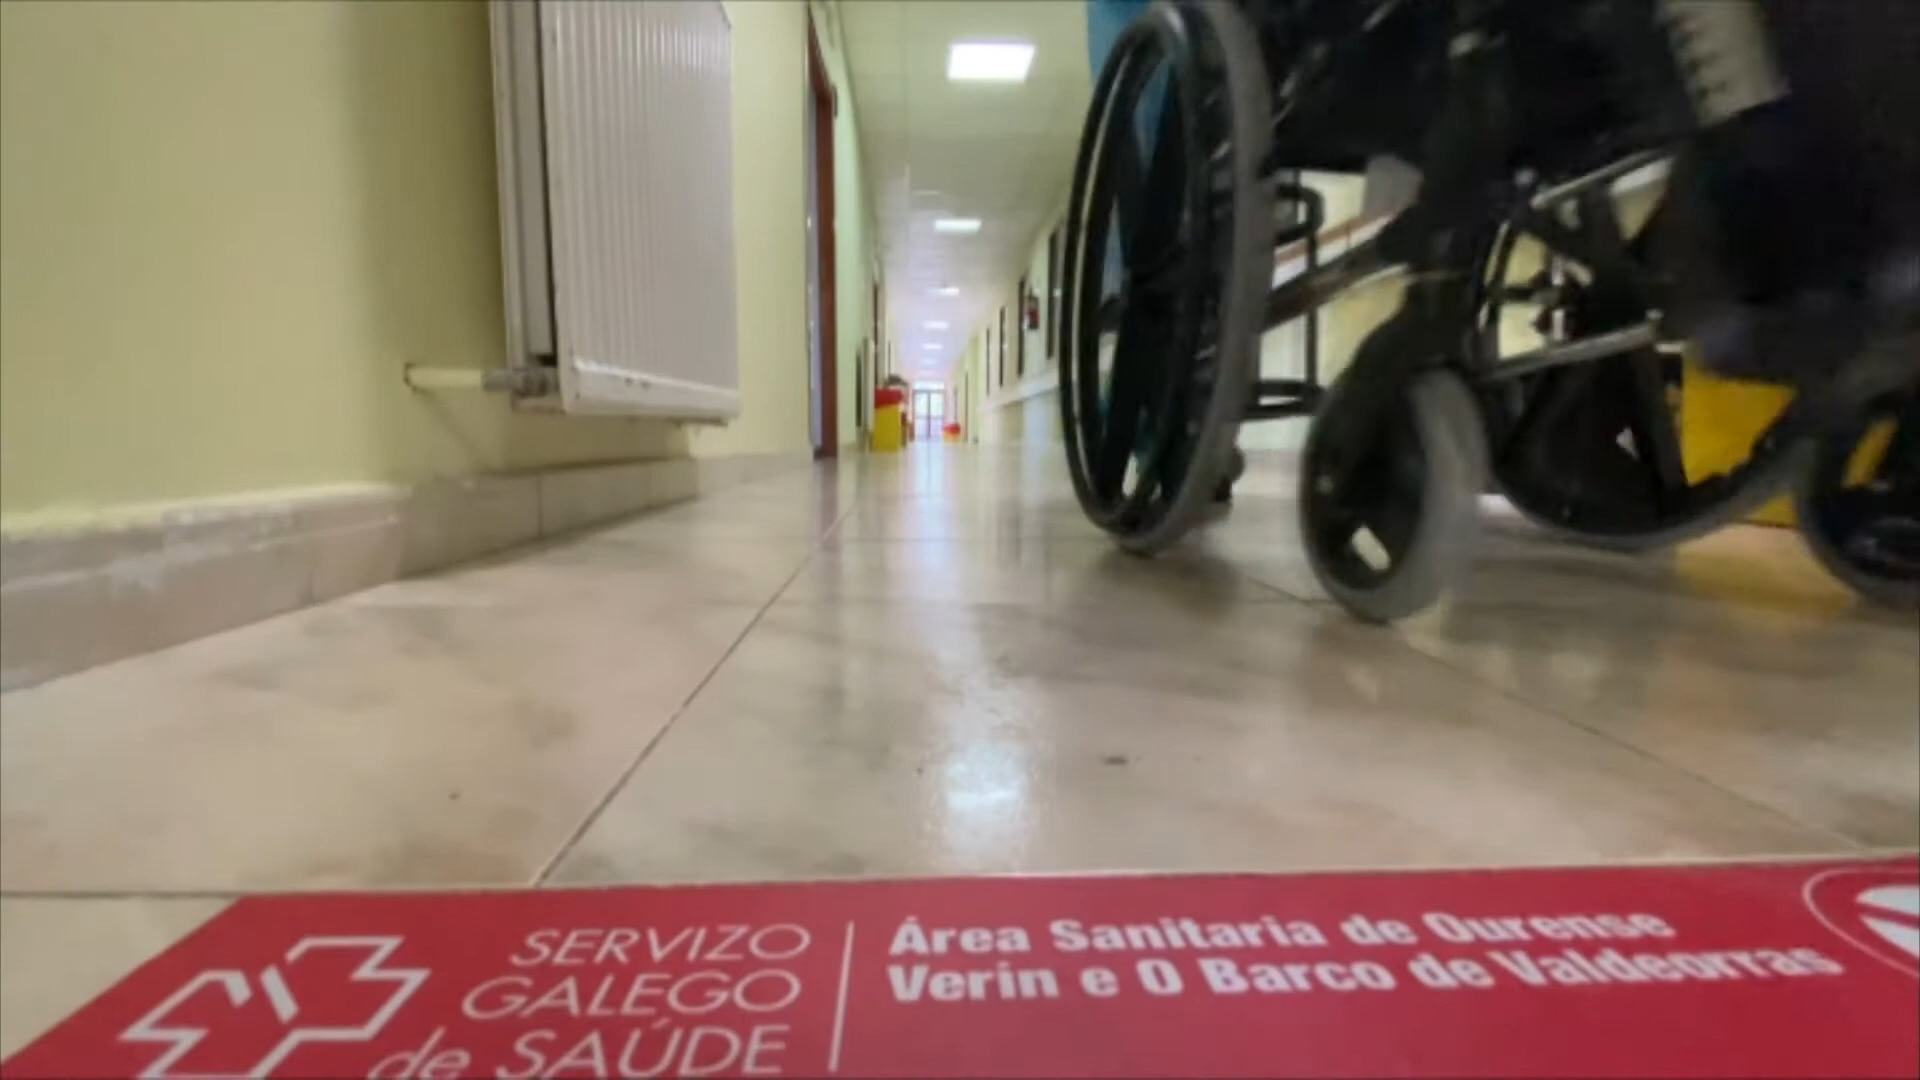 SERVIZO
GALEGO
de SAÚDE
Área Sanitaria de Ourense
Verín e O Barco de Valdeorras